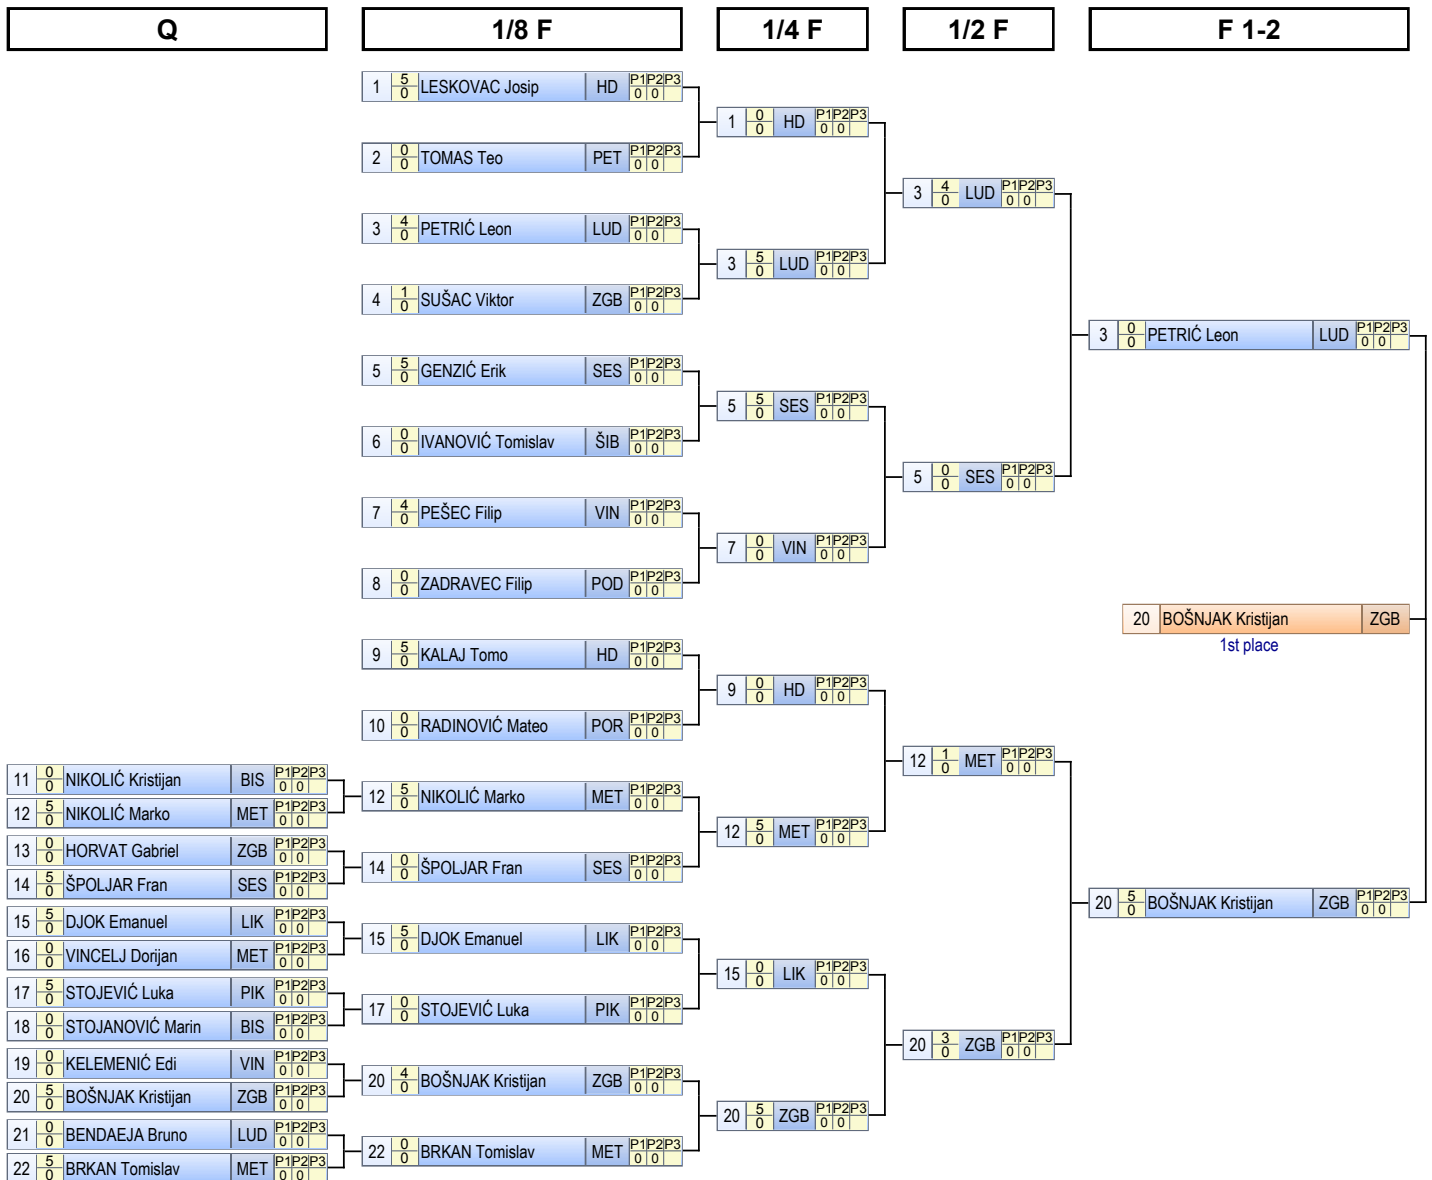 Q 1/8 F 1/4 F 1/2 F F 1-2
1 5 0 LESKOVAC Josip HD P1 P2 P3 0 0
1 0 0 HD P1 P2 P3 0 0
2 0 0 TOMAS Teo PET P1 P2 P3 0 0
3 4 0 LUD P1 P2 P3 0 0
3 4 0 PETRIĆ Leon LUD P1 P2 P3 0 0
3 5 0 LUD P1 P2 P3 0 0
4 1 0 SUŠAC Viktor ZGB P1 P2 P3 0 0
3 0 0 PETRIĆ Leon LUD P1 P2 P3 0 0
5 5 0 GENZIĆ Erik SES P1 P2 P3 0 0
5 5 0 SES P1 P2 P3 0 0
6 0 0 IVANOVIĆ Tomislav ŠIB P1 P2 P3 0 0
5 0 0 SES P1 P2 P3 0 0
7 4 0 PEŠEC Filip VIN P1 P2 P3 0 0
7 0 0 VIN P1 P2 P3 0 0
8 0 0 ZADRAVEC Filip POD P1 P2 P3 0 0
20 BOŠNJAK Kristijan ZGB
1st place
9 5 0 KALAJ Tomo HD P1 P2 P3 0 0
9 0 0 HD P1 P2 P3 0 0
10 0 0 RADINOVIĆ Mateo POR P1 P2 P3 0 0
12 1 0 MET P1 P2 P3 0 0
11 0 0 NIKOLIĆ Kristijan BIS P1 P2 P3 0 0
12 5 0 NIKOLIĆ Marko MET P1 P2 P3 0 0
12 5 0 NIKOLIĆ Marko MET P1 P2 P3 0 0
12 5 0 MET P1 P2 P3 0 0
13 0 0 HORVAT Gabriel ZGB P1 P2 P3 0 0
14 0 0 ŠPOLJAR Fran SES P1 P2 P3 0 0
14 5 0 ŠPOLJAR Fran SES P1 P2 P3 0 0
20 5 0 BOŠNJAK Kristijan ZGB P1 P2 P3 0 0
15 5 0 DJOK Emanuel LIK P1 P2 P3 0 0
15 5 0 DJOK Emanuel LIK P1 P2 P3 0 0
16 0 0 VINCELJ Dorijan MET P1 P2 P3 0 0
15 0 0 LIK P1 P2 P3 0 0
17 5 0 STOJEVIĆ Luka PIK P1 P2 P3 0 0
17 0 0 STOJEVIĆ Luka PIK P1 P2 P3 0 0
18 0 0 STOJANOVIĆ Marin BIS P1 P2 P3 0 0
20 3 0 ZGB P1 P2 P3 0 0
19 0 0 KELEMENIĆ Edi VIN P1 P2 P3 0 0
20 4 0 BOŠNJAK Kristijan ZGB P1 P2 P3 0 0
20 5 0 BOŠNJAK Kristijan ZGB P1 P2 P3 0 0
20 5 0 ZGB P1 P2 P3 0 0
21 0 0 BENDAEJA Bruno LUD P1 P2 P3 0 0
22 0 0 BRKAN Tomislav MET P1 P2 P3 0 0
22 5 0 BRKAN Tomislav MET P1 P2 P3 0 0